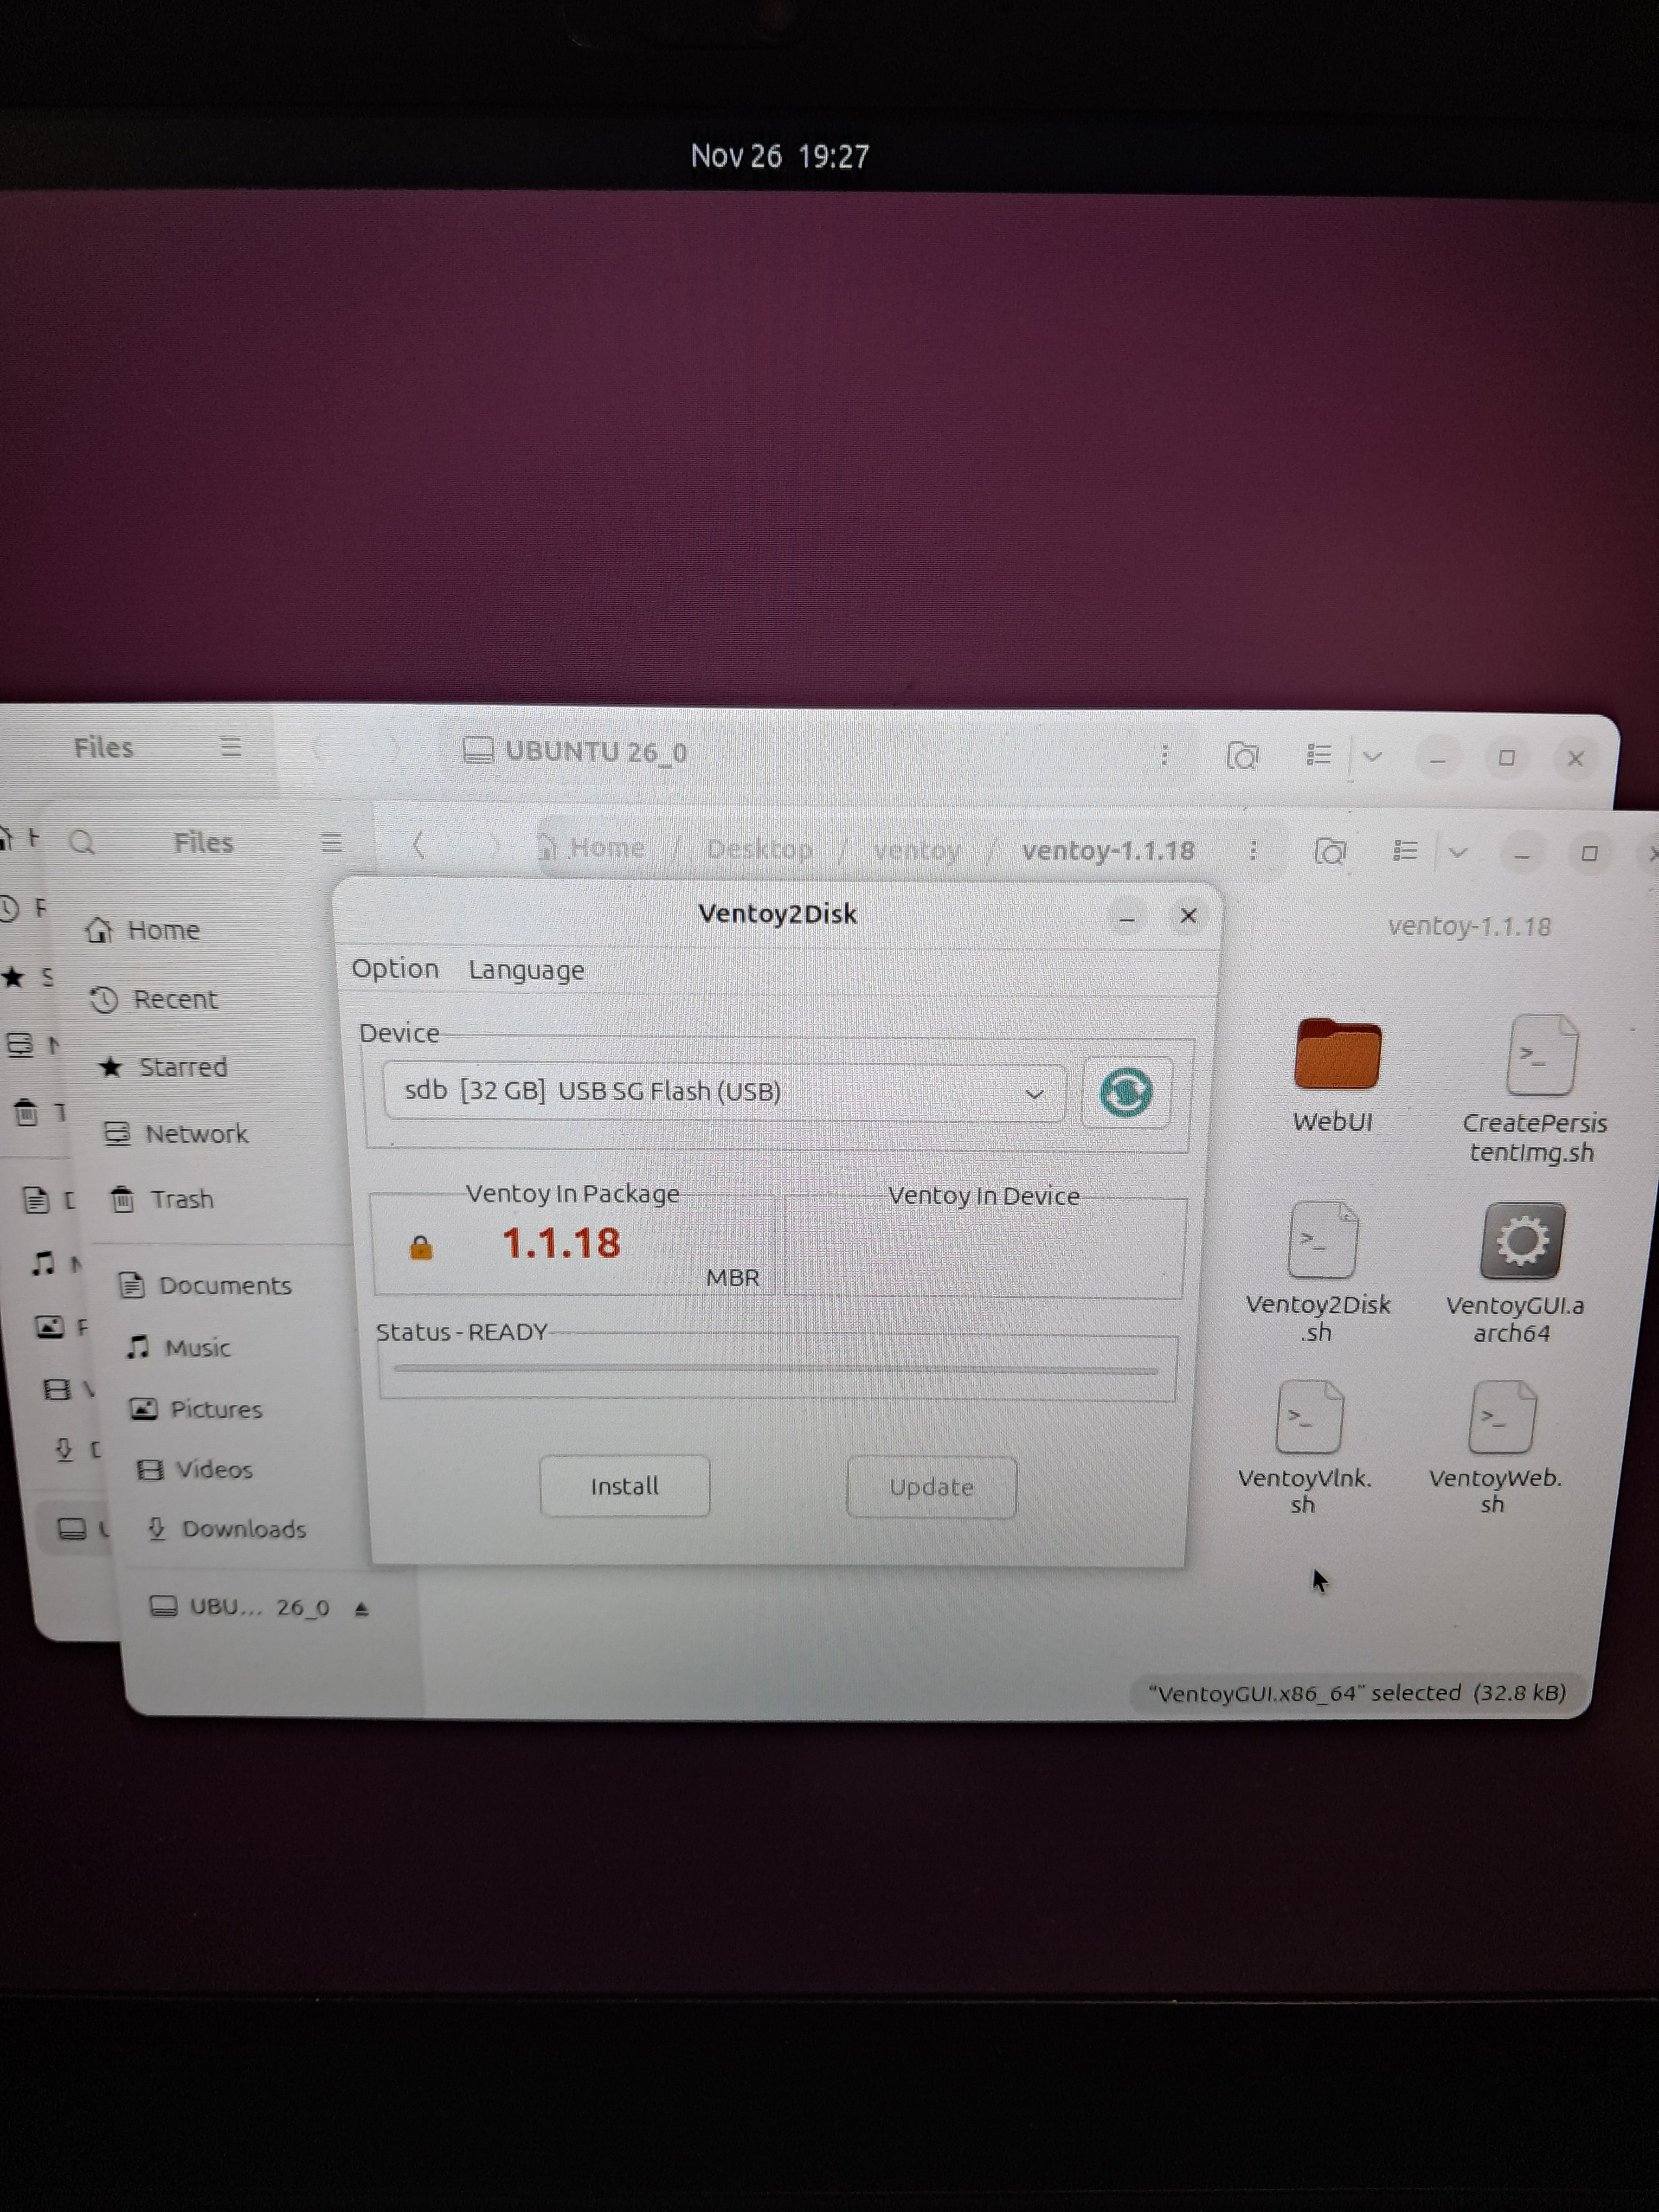 Nov 26 19:27
Files
UBUNTU 26_0
Files
Home / Desktop / ventoy / ventoy-1.1.18
Home
Recent
Starred
Network
Trash
Documents
Music
Pictures
Videos
Downloads
UBU... 26_0
Ventoy2Disk
Option Language
Device
sdb [32 GB] USB SG Flash (USB)
Ventoy In Package
1.1.18
MBR
Ventoy In Device
Status - READY
Install
Update
ventoy-1.1.18
WebUI
CreatePersis
tentImg.sh
Ventoy2Disk
.sh
VentoyGUI.a
arch64
VentoyVlnk.
sh
VentoyWeb.
sh
"VentoyGUI.x86_64" selected (32.8 kB)